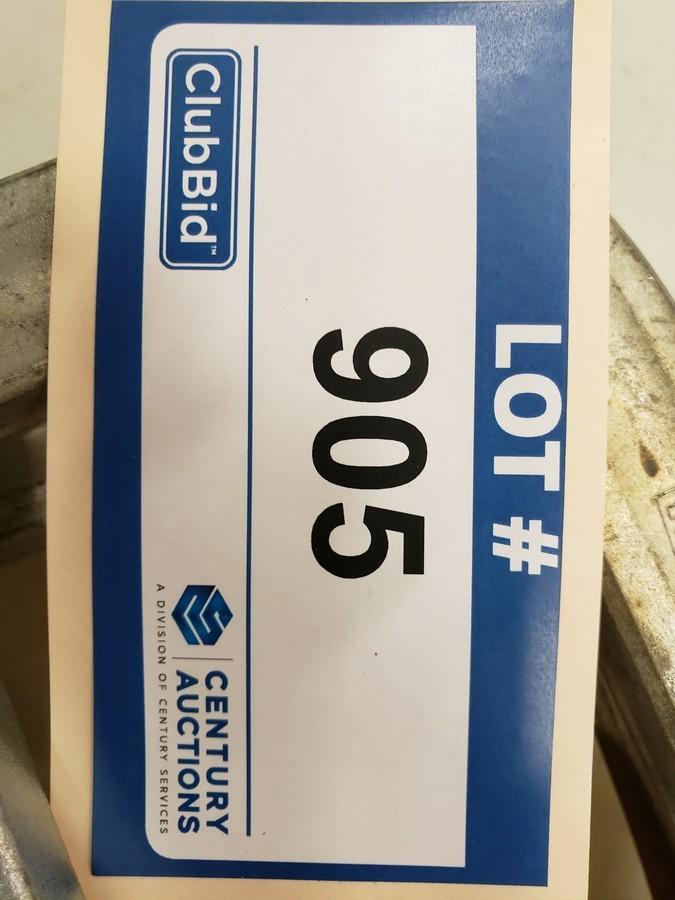 LOT #
905
ClubBid™
CENTURY
AUCTIONS
A DIVISION OF CENTURY SERVICES